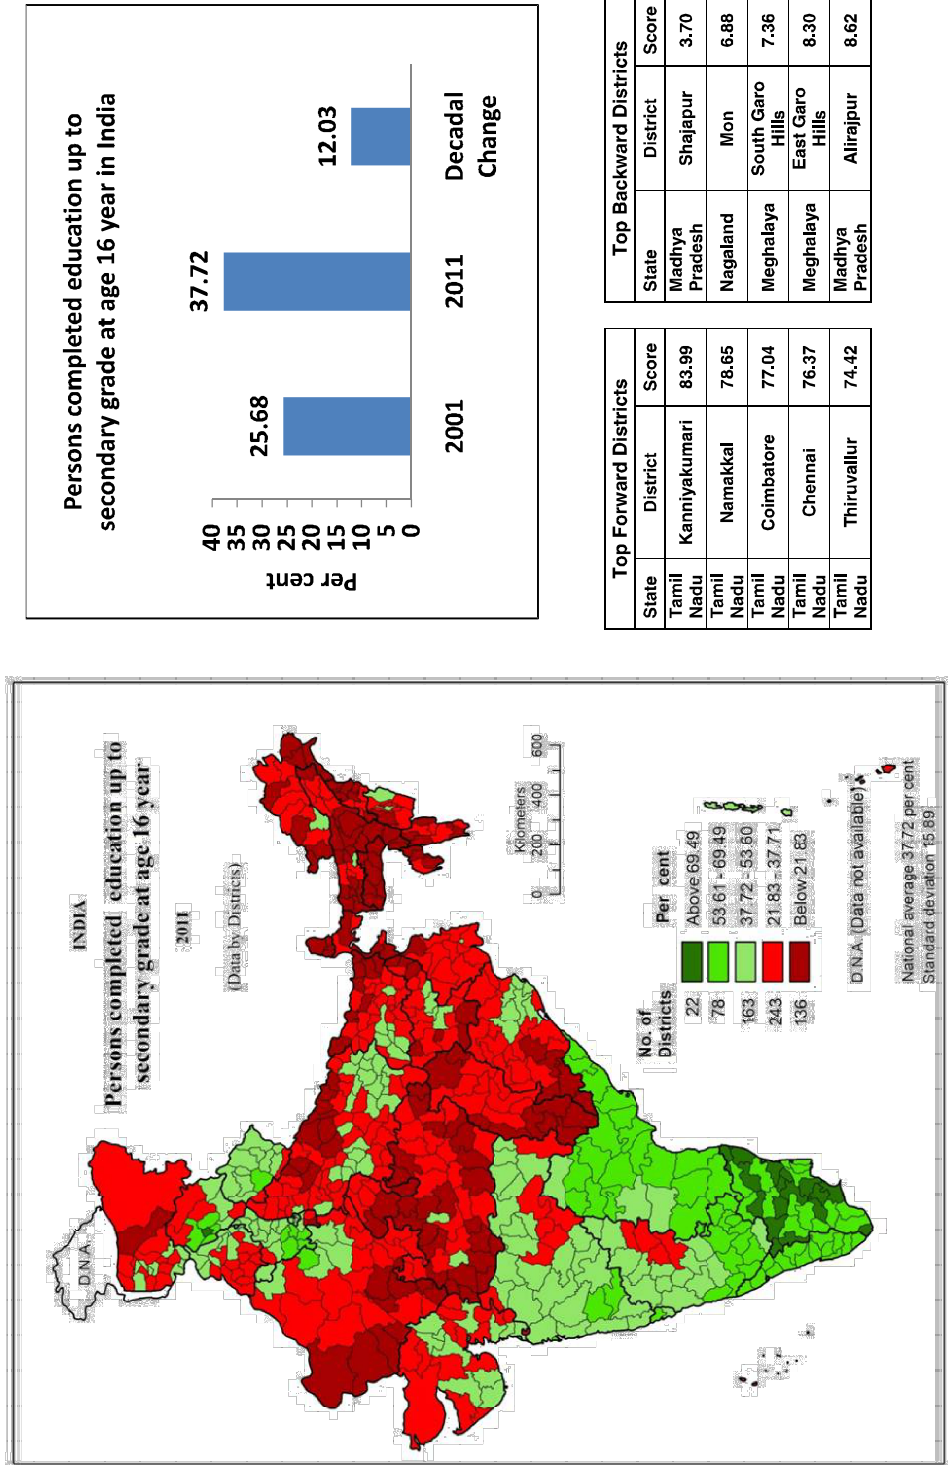 INDIA
Persons completed education up to
secondary grade at age 16 year
2011
(Data by Districts)
D.N.A.
Kilometers
0 200 400 600
No. of
Districts
Per cent
22 Above 69.49
78 53.61 - 69.49
163 37.72 - 53.60
243 21.83 - 37.71
136 Below 21.83
D.N.A. (Data not available)
National average 37.72 per cent
Standard deviation 15.89
Persons completed education up to
secondary grade at age 16 year in India
Per cent
40
35
30
25
20
15
10
5
0
25.68
37.72
12.03
2001
2011
Decadal
Change
Top Forward Districts
State District Score
Tamil
Nadu Kanniyakumari 83.99
Tamil
Nadu Namakkal 78.65
Tamil
Nadu Coimbatore 77.04
Tamil
Nadu Chennai 76.37
Tamil
Nadu Thiruvallur 74.42
Top Backward Districts
State District Score
Madhya
Pradesh Shajapur 3.70
Nagaland Mon 6.88
Meghalaya South Garo
Hills 7.36
Meghalaya East Garo
Hills 8.30
Madhya
Pradesh Alirajpur 8.62